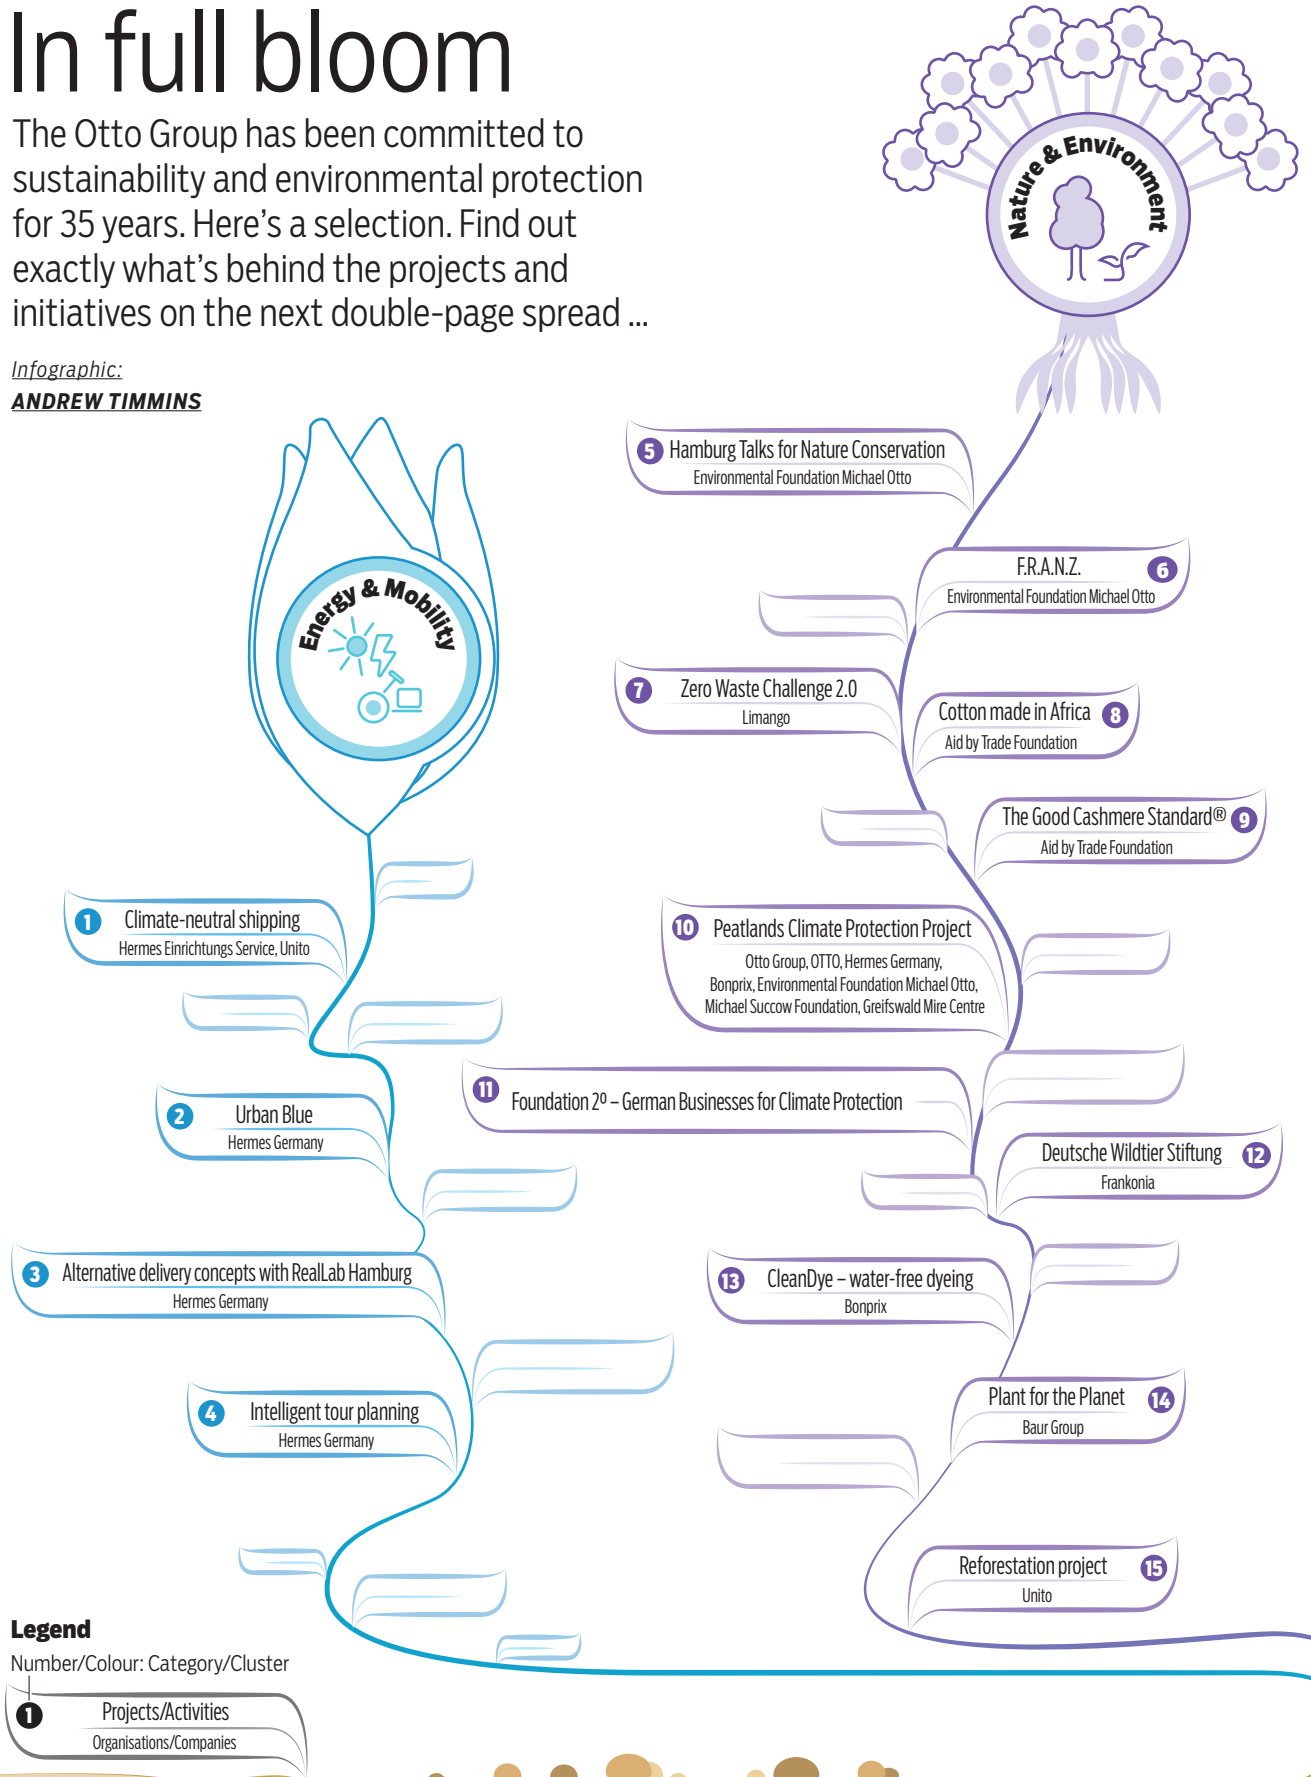 In full bloom
The Otto Group has been committed to
sustainability and environmental protection
for 35 years. Here's a selection. Find out
exactly what's behind the projects and
initiatives on the next double-page spread ...
Infographic:
ANDREW TIMMINS
Nature & Environment
Energy & Mobility
5 Hamburg Talks for Nature Conservation
Environmental Foundation Michael Otto
F.R.A.N.Z. 6
Environmental Foundation Michael Otto
7 Zero Waste Challenge 2.0
Limango
Cotton made in Africa 8
Aid by Trade Foundation
The Good Cashmere Standard® 9
Aid by Trade Foundation
1 Climate-neutral shipping
Hermes Einrichtungs Service, Unito
10 Peatlands Climate Protection Project
Otto Group, OTTO, Hermes Germany,
Bonprix, Environmental Foundation Michael Otto,
Michael Succow Foundation, Greifswald Mire Centre
11 Foundation 2º – German Businesses for Climate Protection
2 Urban Blue
Hermes Germany
Deutsche Wildtier Stiftung 12
Frankonia
3 Alternative delivery concepts with RealLab Hamburg
Hermes Germany
13 CleanDye – water-free dyeing
Bonprix
4 Intelligent tour planning
Hermes Germany
Plant for the Planet 14
Baur Group
Reforestation project 15
Unito
Legend
Number/Colour: Category/Cluster
1 Projects/Activities
Organisations/Companies